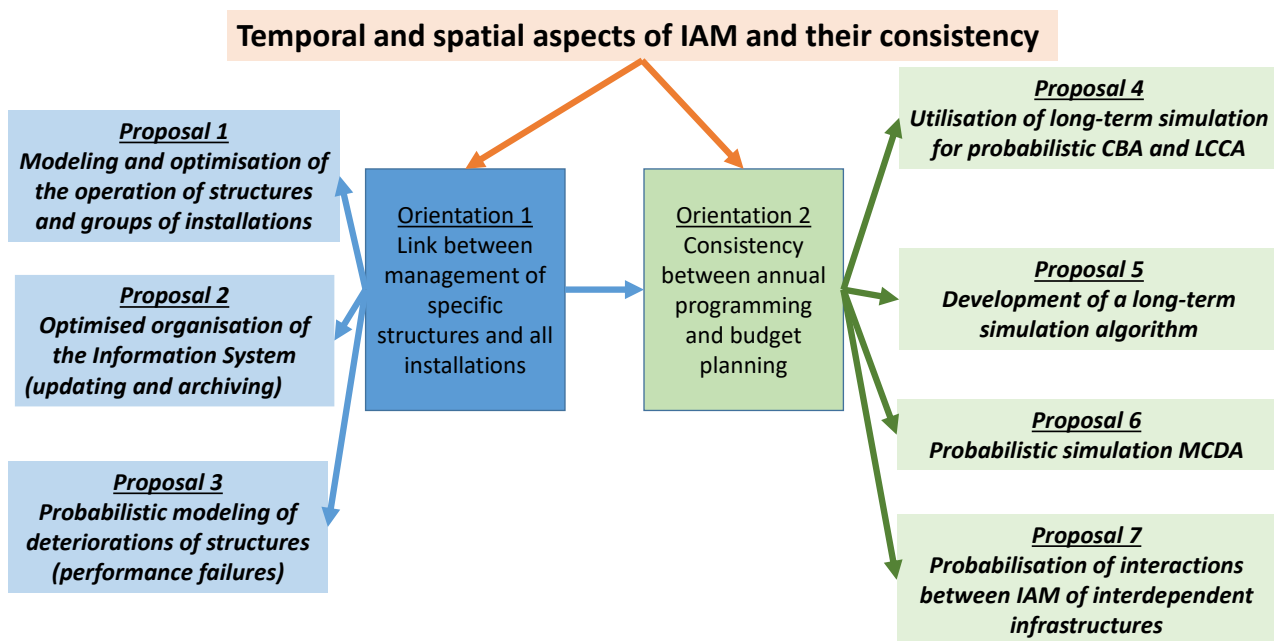 Temporal and spatial aspects of IAM and their consistency
Proposal 1
Modeling and optimisation of
the operation of structures
and groups of installations
Proposal 2
Optimised organisation of
the Information System
(updating and archiving)
Proposal 3
Probabilistic modeling of
deteriorations of structures
(performance failures)
Orientation 1
Link between
management of
specific
structures and all
installations
Orientation 2
Consistency
between annual
programming
and budget
planning
Proposal 4
Utilisation of long-term simulation
for probabilistic CBA and LCCA
Proposal 5
Development of a long-term
simulation algorithm
Proposal 6
Probabilistic simulation MCDA
Proposal 7
Probabilisation of interactions
between IAM of interdependent
infrastructures